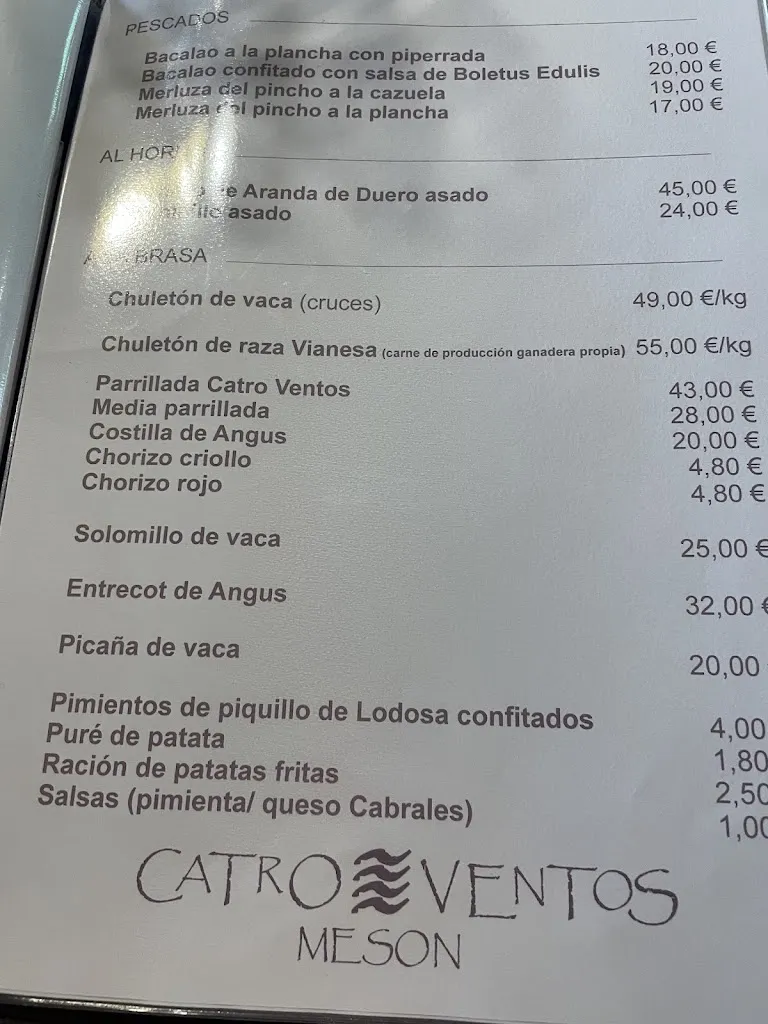 PESCADOS
Bacalao a la plancha con piperrada 18,00 €
Bacalao confitado con salsa de Boletus Edulis 20,00 €
Merluza del pincho a la cazuela 19,00 €
Merluza del pincho a la plancha 17,00 €
AL
Aranda de Duero asado 45,00 €
asado 24,00 €
BRASA
Chuletón de vaca (cruces) 49,00 €/kg
Chuletón de raza Vianesa (carne de producción ganadera propia) 55,00 €/kg
Parrillada Catro Ventos 43,00 €
Media parrillada 28,00 €
Costilla de Angus 20,00 €
Chorizo criollo 4,80 €
Chorizo rojo 4,80 €
Solomillo de vaca 25,00 €
Entrecot de Angus 32,00 €
Picaña de vaca 20,00
Pimientos de piquillo de Lodosa confitados 4,00
Puré de patata 1,80
Ración de patatas fritas 2,50
Salsas (pimienta/ queso Cabrales) 1,00
CATRO VENTOS
MESON